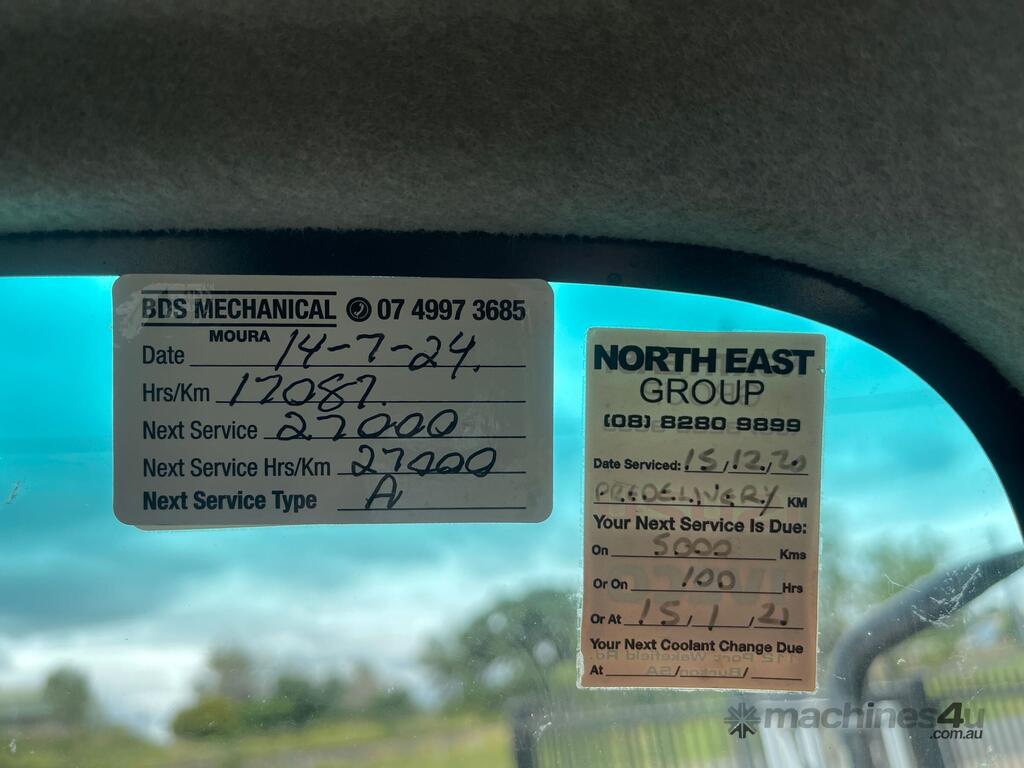 BDS MECHANICAL 07 4997 3685
MOURA
Date 14-7-24.
Hrs/Km 17087.
Next Service 27000
Next Service Hrs/Km 27000
Next Service Type A
NORTH EAST
GROUP
(08) 8280 9899
Date Serviced: 15,12,20
PREDELIVERY KM
Your Next Service Is Due:
On 5000 Kms
Or On 100 Hrs
Or At 15/1/21
Your Next Coolant Change Due
At / /
machines4u
.com.au